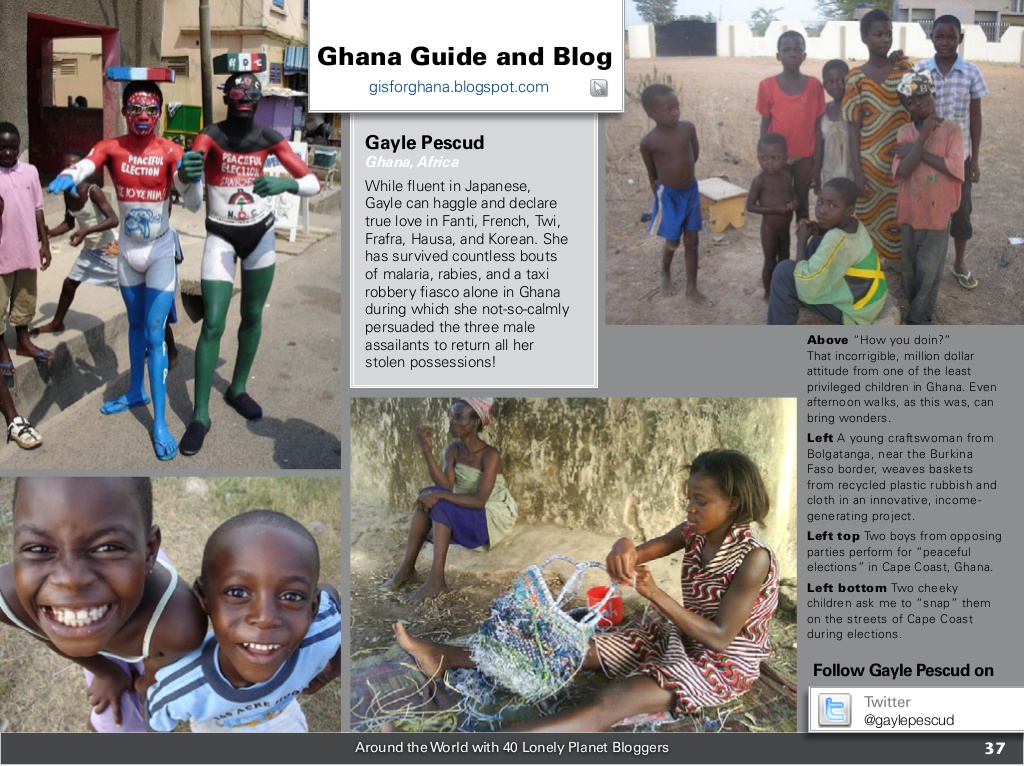 Ghana Guide and Blog
gisforghana.blogspot.com
Gayle Pescud
Ghana, Africa
While fluent in Japanese,
Gayle can haggle and declare
true love in Fanti, French, Twi,
Frafra, Hausa, and Korean. She
has survived countless bouts
of malaria, rabies, and a taxi
robbery fiasco alone in Ghana
during which she not-so-calmly
persuaded the three male
assailants to return all her
stolen possessions!
PEACEFUL
ELECTION
PEACEFUL
ELECTION
N.D.C
Above “How you doin?”
That incorrigible, million dollar
attitude from one of the least
privileged children in Ghana. Even
afternoon walks, as this was, can
bring wonders.
Left A young craftswoman from
Bolgatanga, near the Burkina
Faso border, weaves baskets
from recycled plastic rubbish and
cloth in an innovative, income-
generating project.
Left top Two boys from opposing
parties perform for “peaceful
elections” in Cape Coast, Ghana.
Left bottom Two cheeky
children ask me to “snap” them
on the streets of Cape Coast
during elections.
Follow Gayle Pescud on
Twitter
@gaylepescud
Around the World with 40 Lonely Planet Bloggers
37